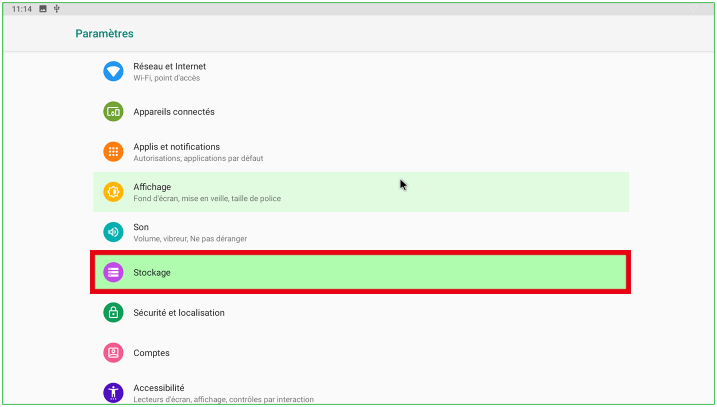 11:14
Paramètres
Réseau et Internet
Wi-Fi, point d'accès
Appareils connectés
Applis et notifications
Autorisations, applications par défaut
Affichage
Fond d'écran, mise en veille, taille de police
Son
Volume, vibreur, Ne pas déranger
Stockage
Sécurité et localisation
Comptes
Accessibilité
Lecteurs d'écran, affichage, contrôles par interaction